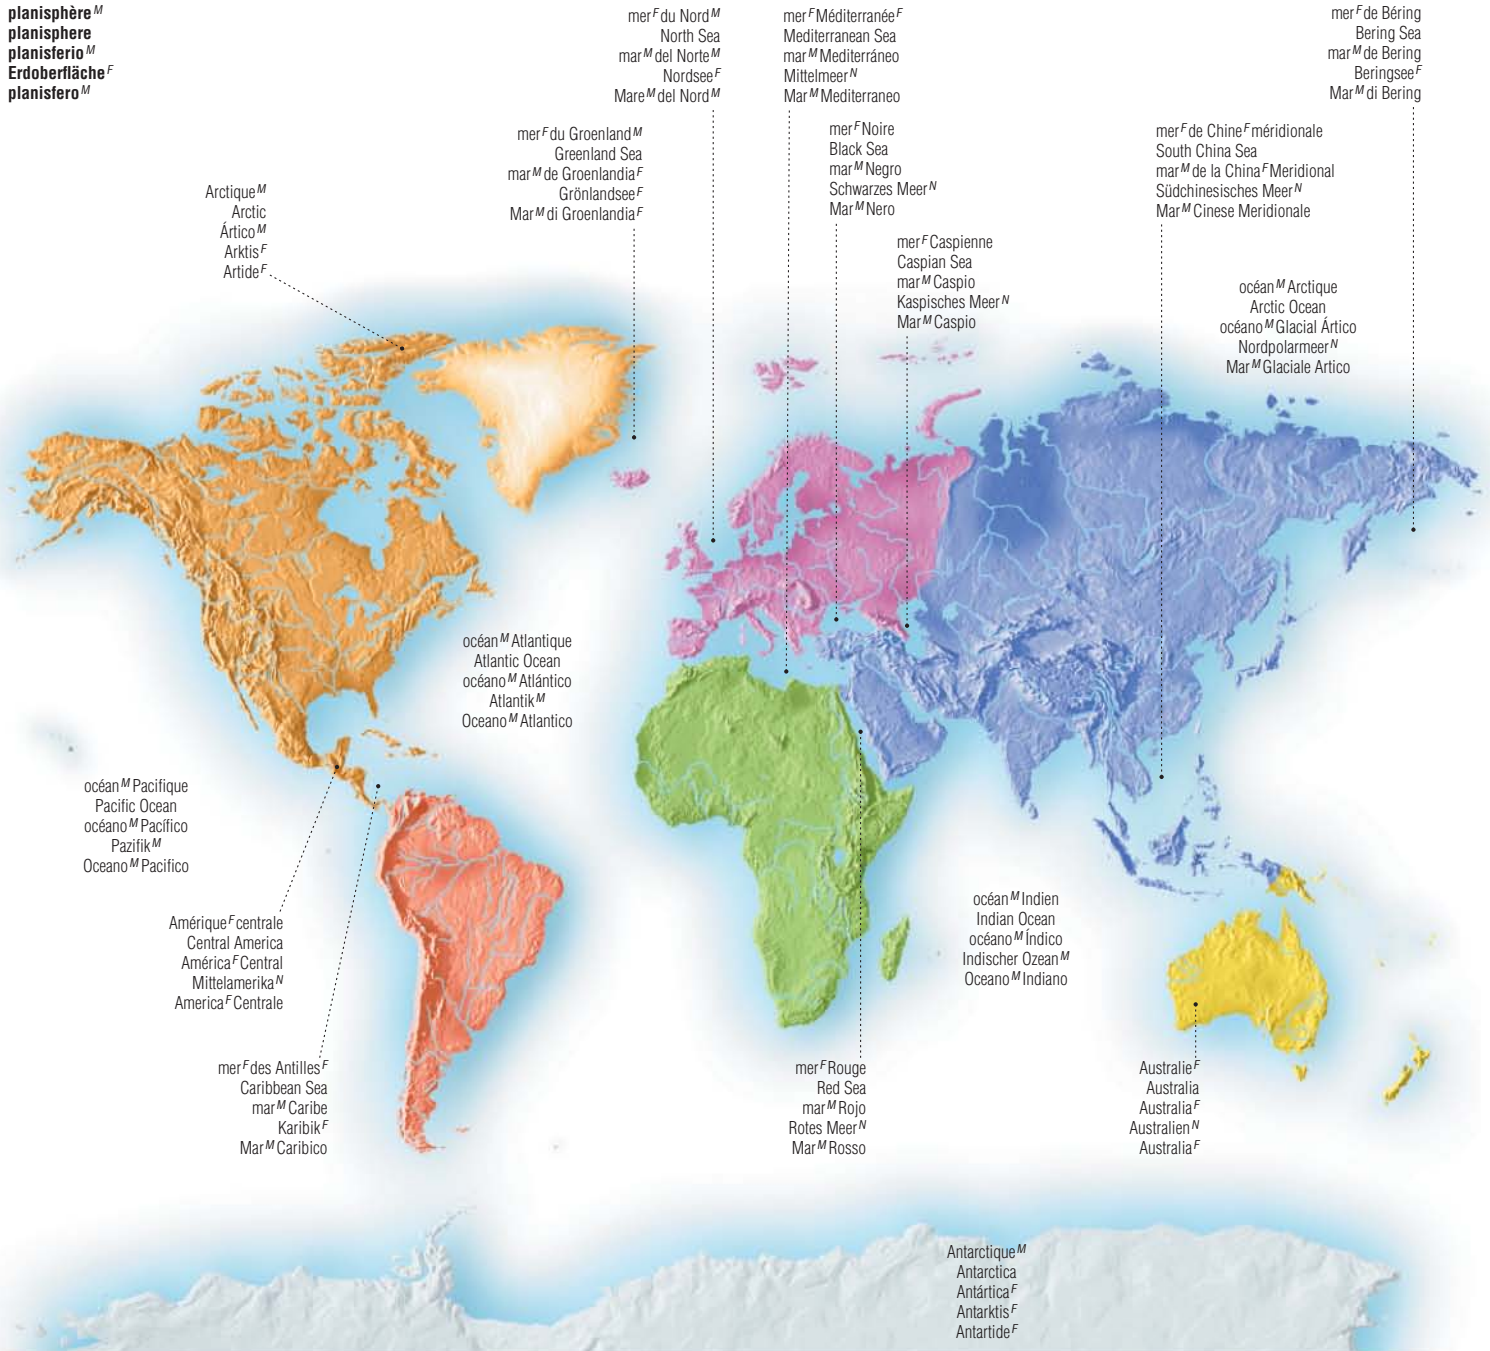 planisphère M
planisphere
planisferio M
Erdoberfläche F
planisfero M
mer F du Nord M
North Sea
mar M del Norte M
Nordsee F
Mare M del Nord M
mer F Méditerranée F
Mediterranean Sea
mar M Mediterráneo
Mittelmeer N
Mar M Mediterraneo
mer F de Béring
Bering Sea
mar M de Bering
Beringsee F
Mar M di Bering
mer F du Groenland M
Greenland Sea
mar M de Groenlandia F
Grönlandsee F
Mar M di Groenlandia F
mer F Noire
Black Sea
mar M Negro
Schwarzes Meer N
Mar M Nero
mer F de Chine F méridionale
South China Sea
mar M de la China F Meridional
Südchinesisches Meer N
Mar M Cinese Meridionale
Arctique M
Arctic
Ártico M
Arktis F
Artide F
mer F Caspienne
Caspian Sea
mar M Caspio
Kaspisches Meer N
Mar M Caspio
océan M Arctique
Arctic Ocean
océano M Glacial Ártico
Nordpolarmeer N
Mar M Glaciale Artico
océan M Atlantique
Atlantic Ocean
océano M Atlántico
Atlantik M
Oceano M Atlantico
océan M Pacifique
Pacific Ocean
océano M Pacífico
Pazifik M
Oceano M Pacifico
Amérique F centrale
Central America
América F Central
Mittelamerika N
America F Centrale
océan M Indien
Indian Ocean
océano M Índico
Indischer Ozean M
Oceano M Indiano
mer F des Antilles F
Caribbean Sea
mar M Caribe
Karibik F
Mar M Caribico
mer F Rouge
Red Sea
mar M Rojo
Rotes Meer N
Mar M Rosso
Australie F
Australia
Australia F
Australien N
Australia F
Antarctique M
Antarctica
Antártica F
Antarktis F
Antartide F